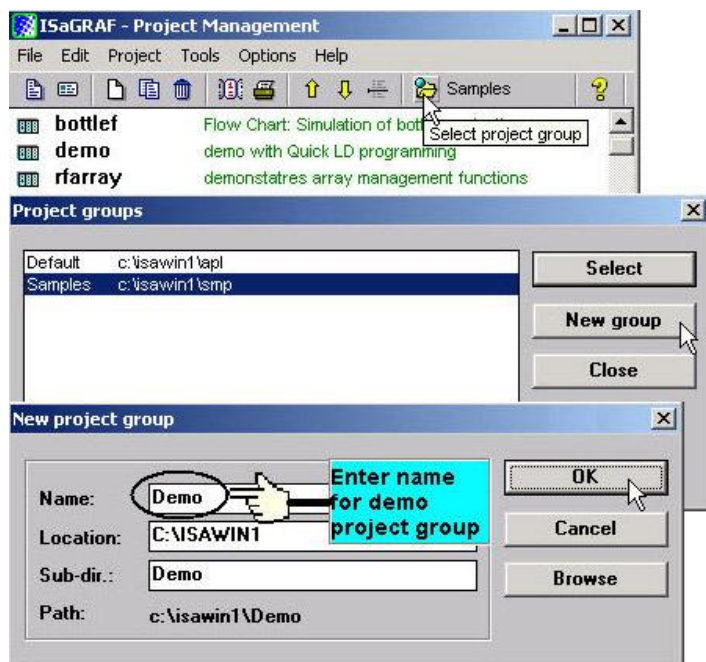 ISaGRAF - Project Management
File Edit Project Tools Options Help
Samples
bottlef Flow Chart: Simulation of
Select project group
demo demo with Quick LD programming
rfarray demonstatres array management functions
Project groups
Default c:\isawin1\apl
Samples c:\isawin1\smp
Select
New group
Close
New project group
Name: Demo
Enter name
for demo
project group
Location: C:\ISAWIN1
Sub-dir.: Demo
Path: c:\isawin1\Demo
OK
Cancel
Browse